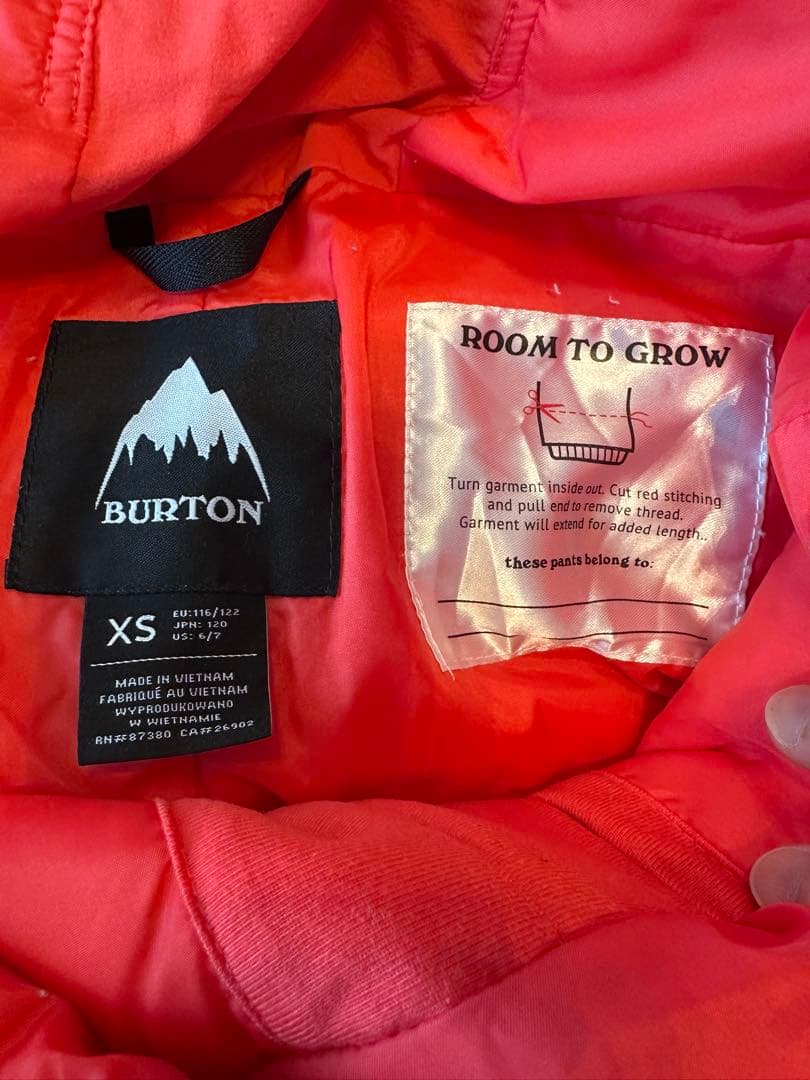 BURTON
XS
EU:116/122
JPN: 120
US: 6/7
MADE IN VIETNAM
FABRIQUÉ AU VIETNAM
WYPRODUKOWANO
W WIETNAMIE
RN#87380 CA#26902
ROOM TO GROW
Turn garment inside out. Cut red stitching
and pull end to remove thread.
Garment will extend for added length..
these pants belong to: